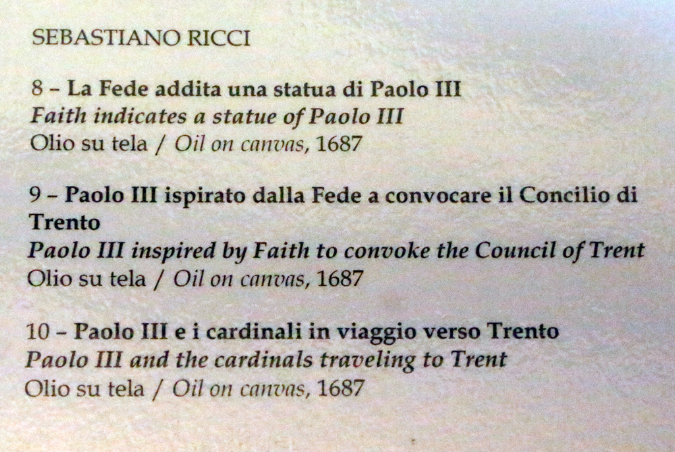 SEBASTIANO RICCI
8 – La Fede addita una statua di Paolo III
Faith indicates a statue of Paolo III
Olio su tela / Oil on canvas, 1687
9 – Paolo III ispirato dalla Fede a convocare il Concilio di
Trento
Paolo III inspired by Faith to convoke the Council of Trent
Olio su tela / Oil on canvas, 1687
10 – Paolo III e i cardinali in viaggio verso Trento
Paolo III and the cardinals traveling to Trent
Olio su tela / Oil on canvas, 1687